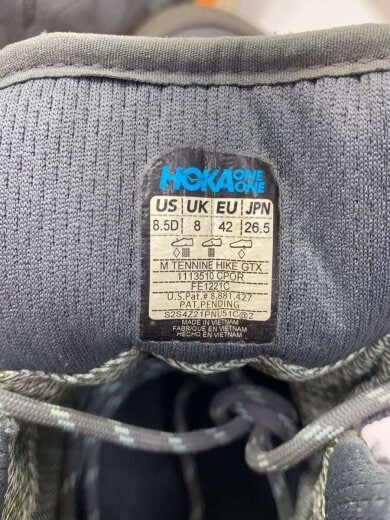 HOKA ONE ONE
US UK EU JPN
8.5D 8 42 26.5
M TENNINE HIKE GTX
1113510 CPOR
FE1221C
U.S.Pat.# 8,881,427
PAT.PENDING
S2S4Z21PNU51C@2
MADE IN VIETNAM
FABRIQUÉ EN VIETNAM
HECHO EN VIETNAM